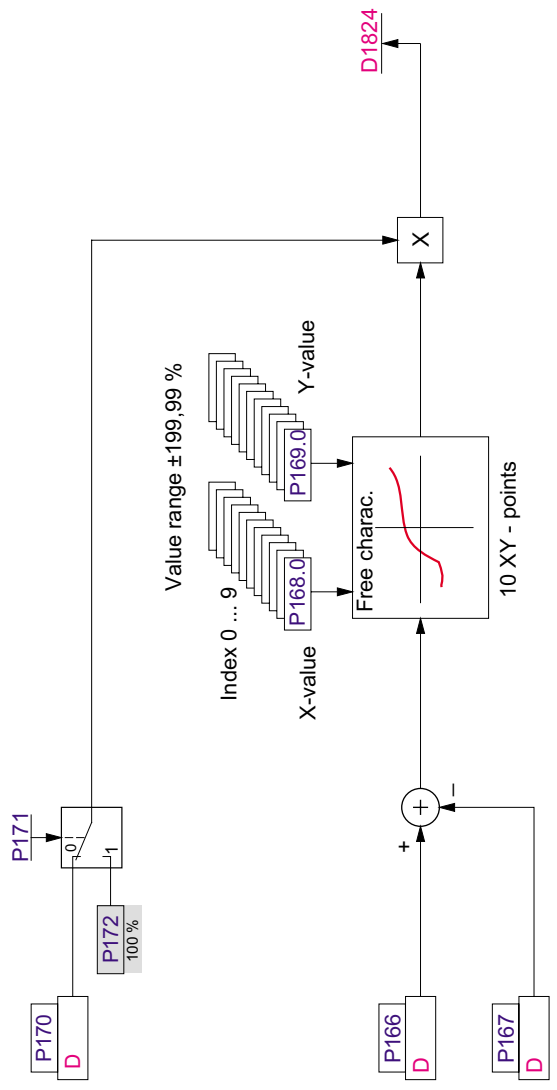 P170
D
P171
0
1
P172
100 %
P166
D
P167
D
+
+
−
Value range ±199,99 %
Index 0 ... 9
P168.0
X-value
P169.0
Y-value
Free charac.
10 XY - points
X
D1824